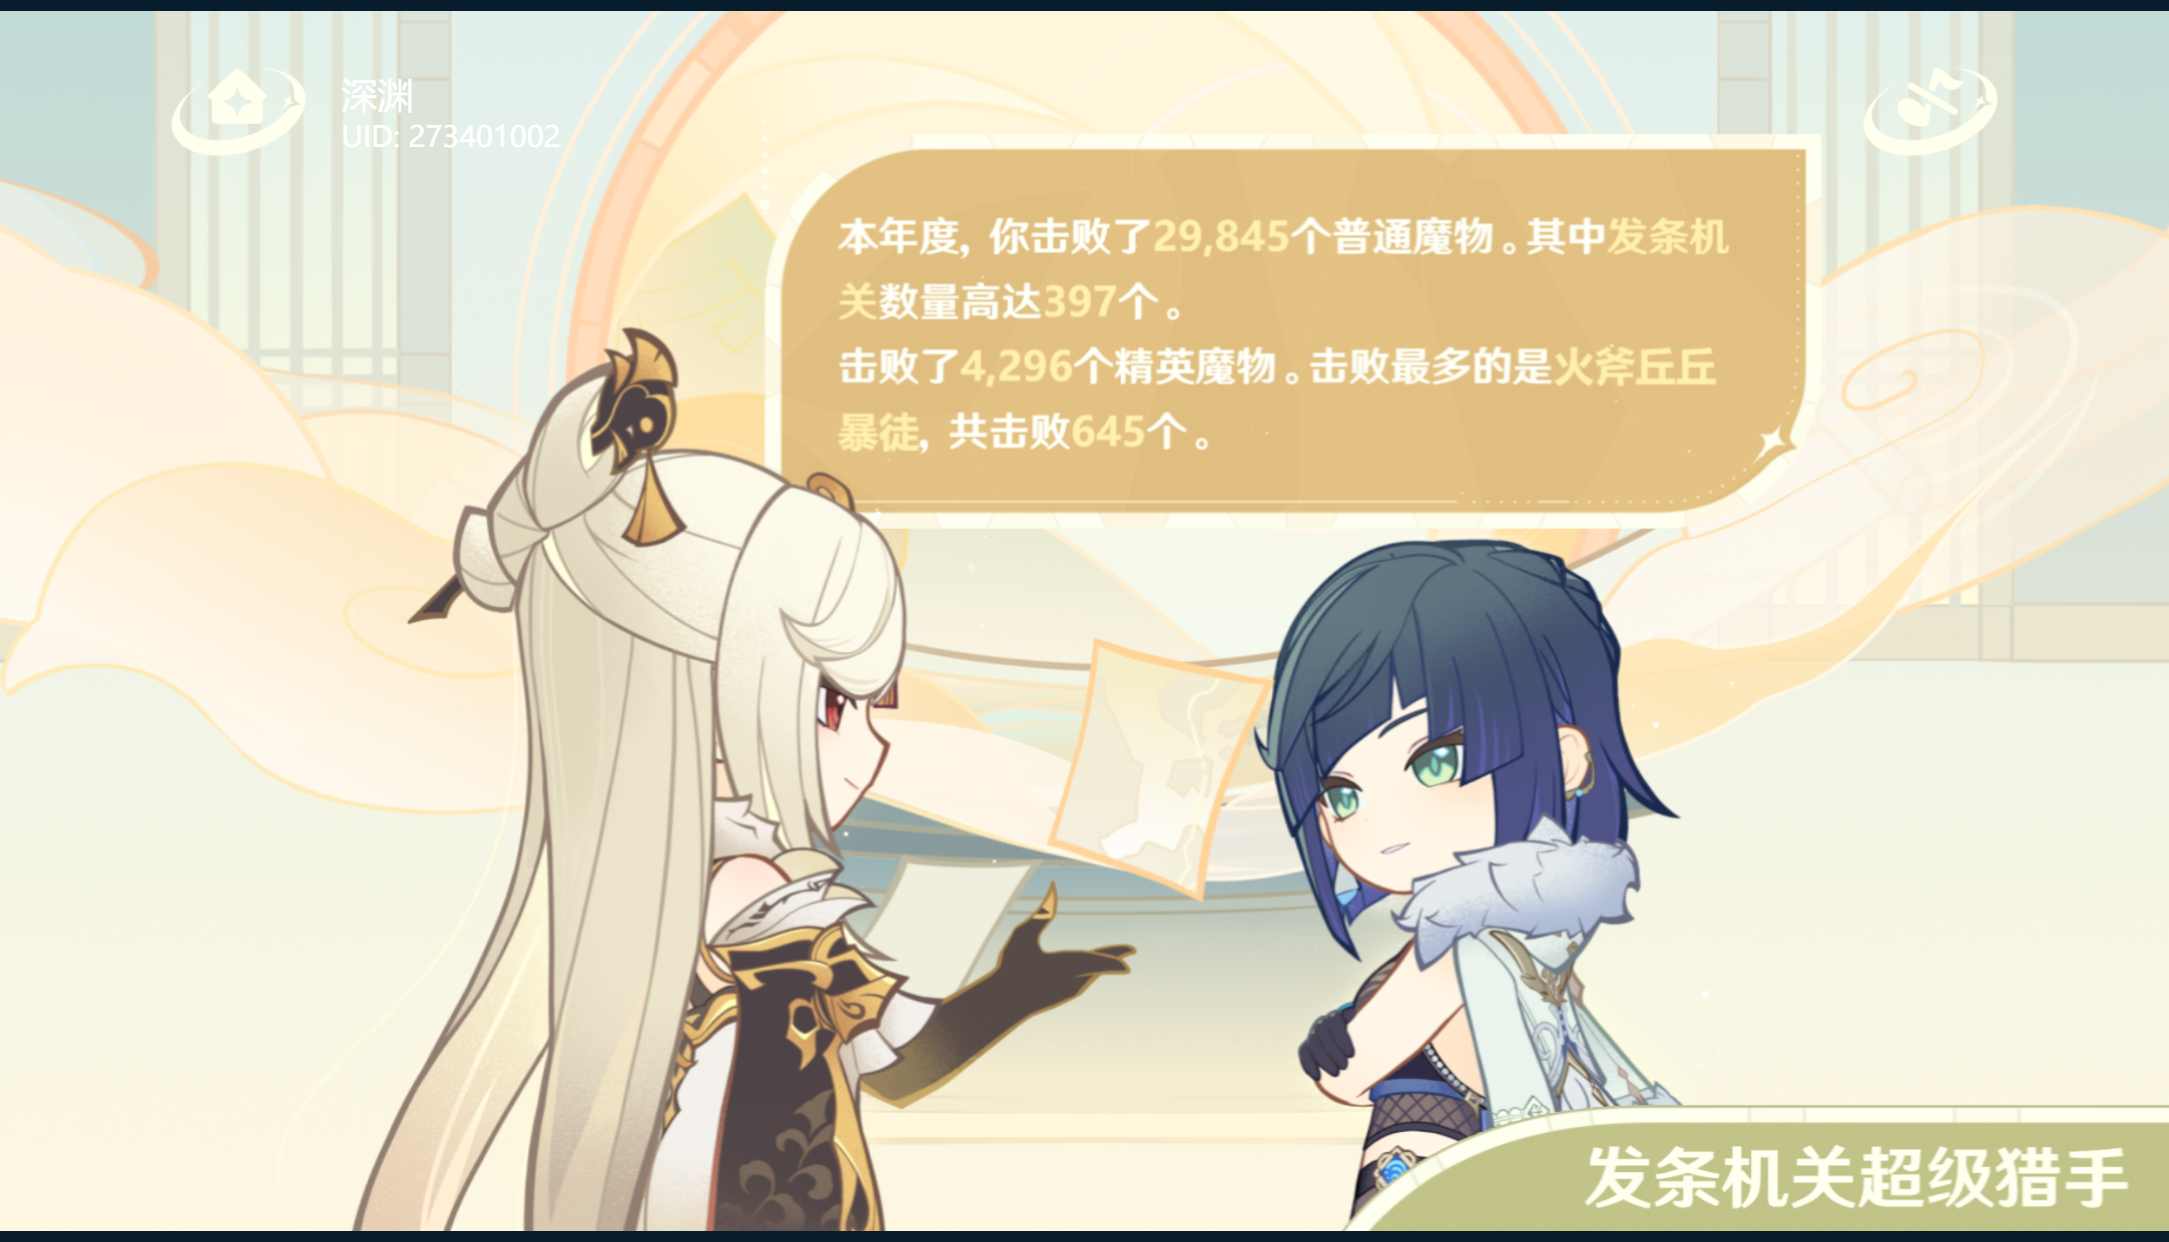 深渊
UID: 273401002
本年度, 你击败了29,845个普通魔物。其中发条机
关数量高达397个。
击败了4,296个精英魔物。击败最多的是火斧丘丘
暴徒, 共击败645个。
发条机关超级猎手